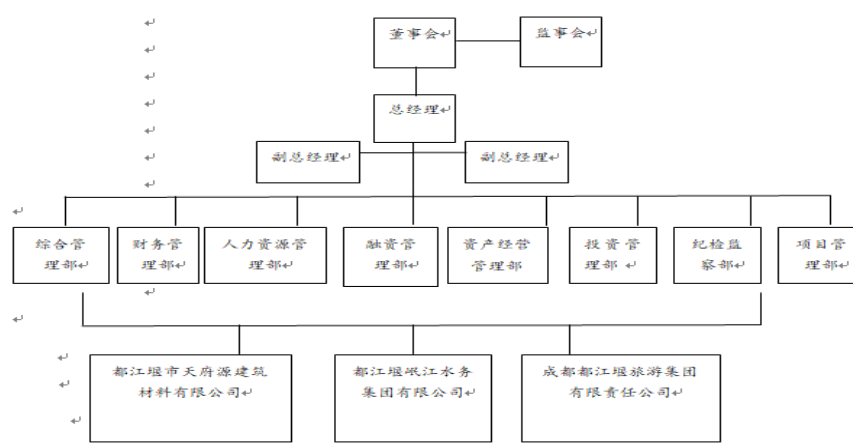 董事会
监事会
总经理
副总经理
副总经理
综合管
理部
财务管
理部
人力资源管
理部
融资管
理部
资产经营
管理部
投资管
理部
纪检监
察部
项目管
理部
都江堰市天府源建筑
材料有限公司
都江堰岷江水务
集团有限公司
成都都江堰旅游集团
有限责任公司